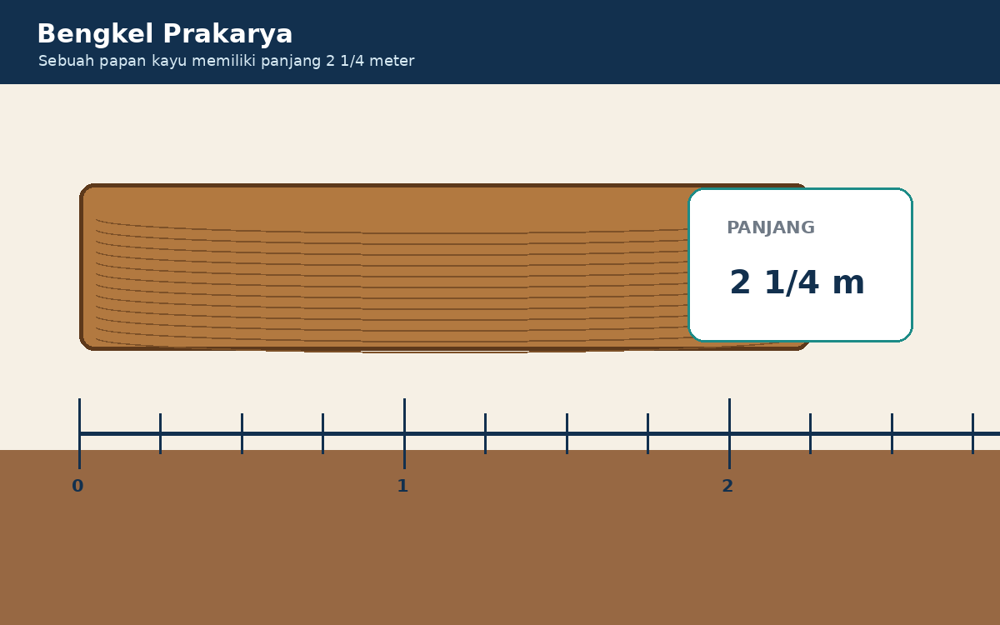 Bengkel Prakarya
Sebuah papan kayu memiliki panjang 2 1/4 meter
PANJANG
2 1/4 m
0 1 2